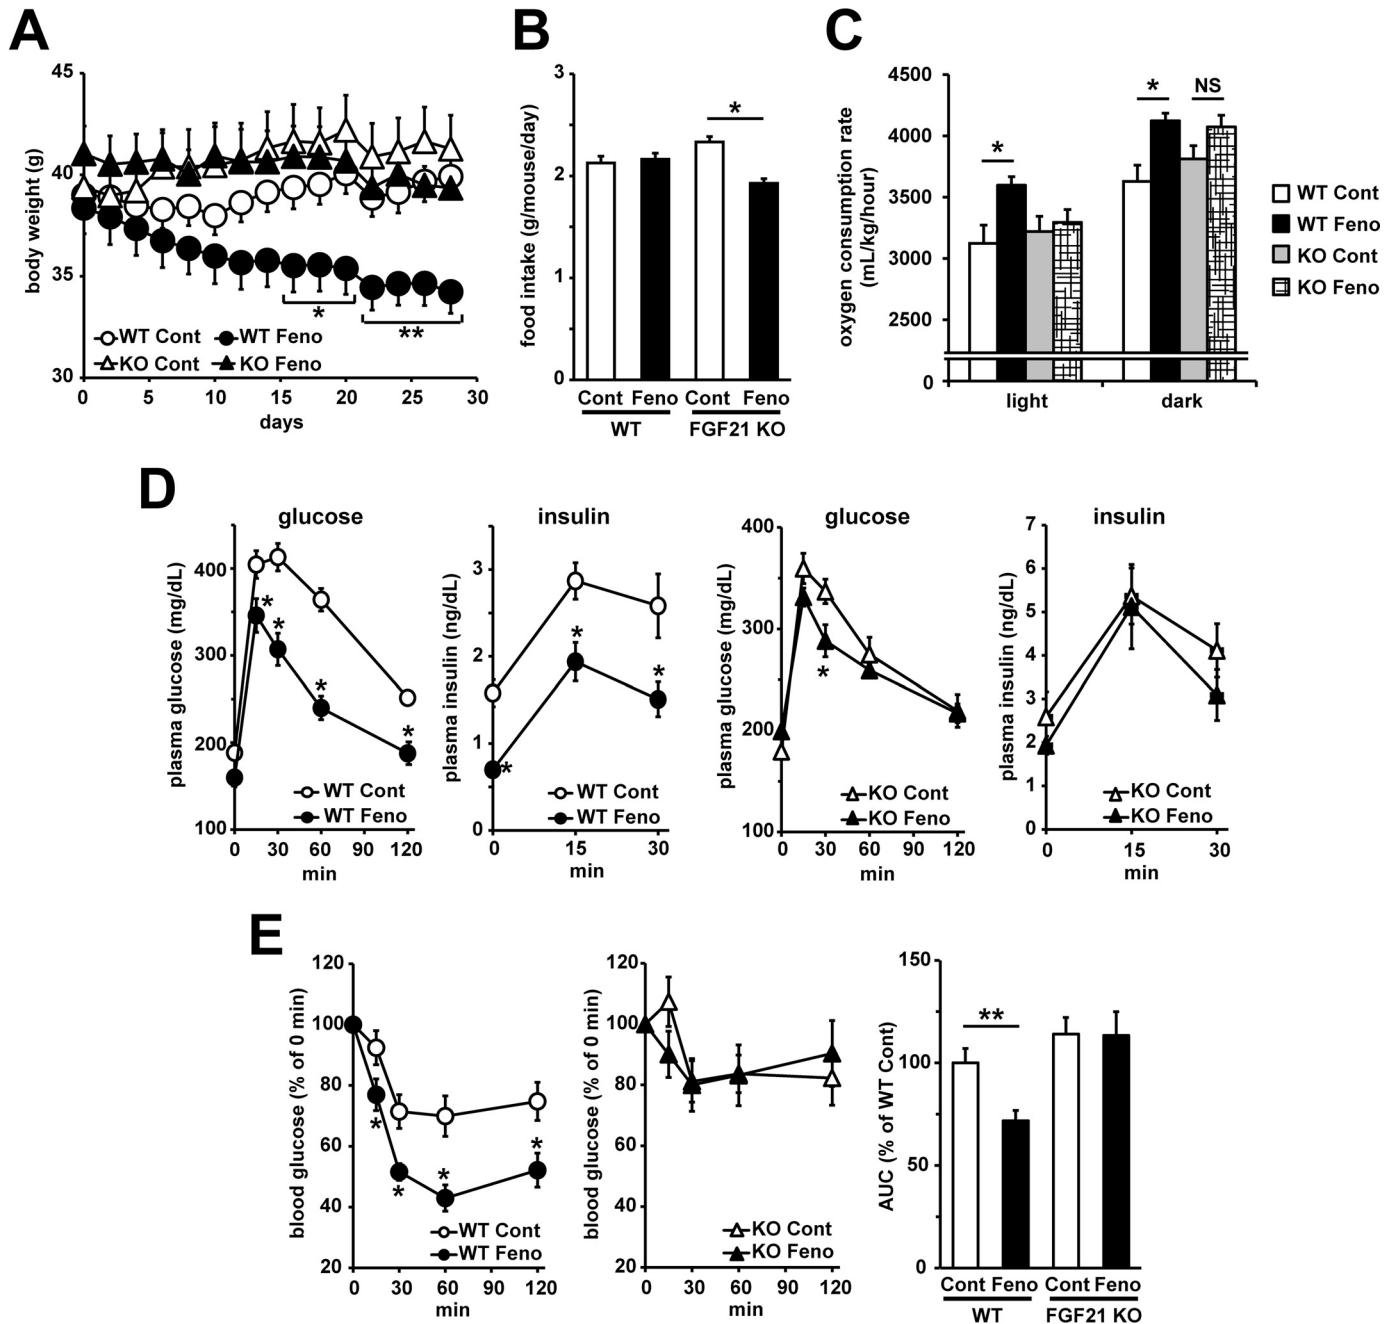 A
body weight (g)
45
40
35
30
0 5 10 15 20 25 30
days
* **
WT Cont WT Feno
KO Cont KO Feno
B
food intake (g/mouse/day)
3
2
1
0
*
Cont Feno Cont Feno
WT FGF21 KO
C
oxygen consumption rate
(mL/kg/hour)
4500
4000
3500
3000
2500
0
* * NS
light dark
WT Cont
WT Feno
KO Cont
KO Feno
D
glucose
plasma glucose (mg/dL)
400
300
200
100
* * * *
WT Cont
WT Feno
0 30 60 90 120
min
insulin
plasma insulin (ng/dL)
3
2
1
0
* * *
WT Cont
WT Feno
0 15 30
min
glucose
plasma glucose (mg/dL)
400
300
200
100
*
KO Cont
KO Feno
0 30 60 90 120
min
insulin
plasma insulin (ng/dL)
7
6
5
4
3
2
1
0
KO Cont
KO Feno
0 15 30
min
E
blood glucose (% of 0 min)
120
100
80
60
40
20
* * * *
WT Cont
WT Feno
0 30 60 90 120
min
blood glucose (% of 0 min)
120
100
80
60
40
20
KO Cont
KO Feno
0 30 60 90 120
min
AUC (% of WT Cont)
150
100
50
0
**
Cont Feno Cont Feno
WT FGF21 KO